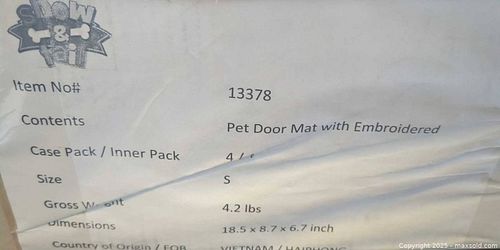 Show & Tail
Item No# 13378
Contents Pet Door Mat with Embroidered
Case Pack / Inner Pack 4 /
Size S
Gross 4.2 lbs
Dimensions 18.5 x 8.7 x 6.7 inch
Country of Origin / FOB VIETNAM / HAIPHONG
Copyright 2025 - maxsold.com